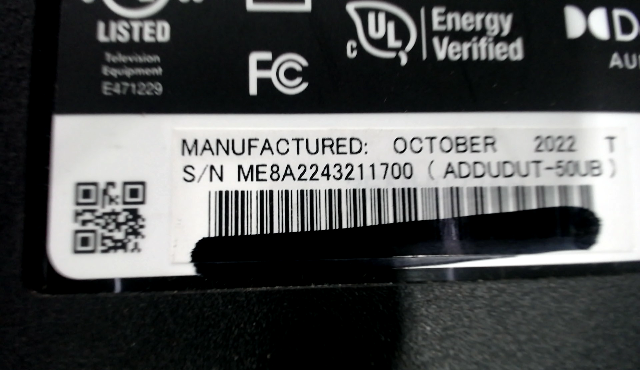 LISTED
Television
Equipment
E471229
FC
c UL
Energy
Verified
MANUFACTURED: OCTOBER 2022 T
S/N ME8A2243211700 ( ADDUDUT-50UB )